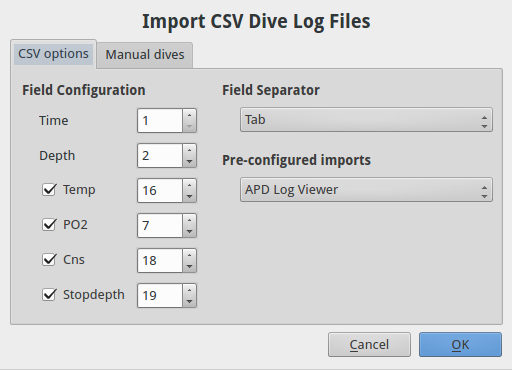 Import CSV Dive Log Files
CSV options
Manual dives
Field Configuration
Time 1
Depth 2
Temp 16
PO2 7
Cns 18
Stopdepth 19
Field Separator
Tab
Pre-configured imports
APD Log Viewer
Cancel
OK